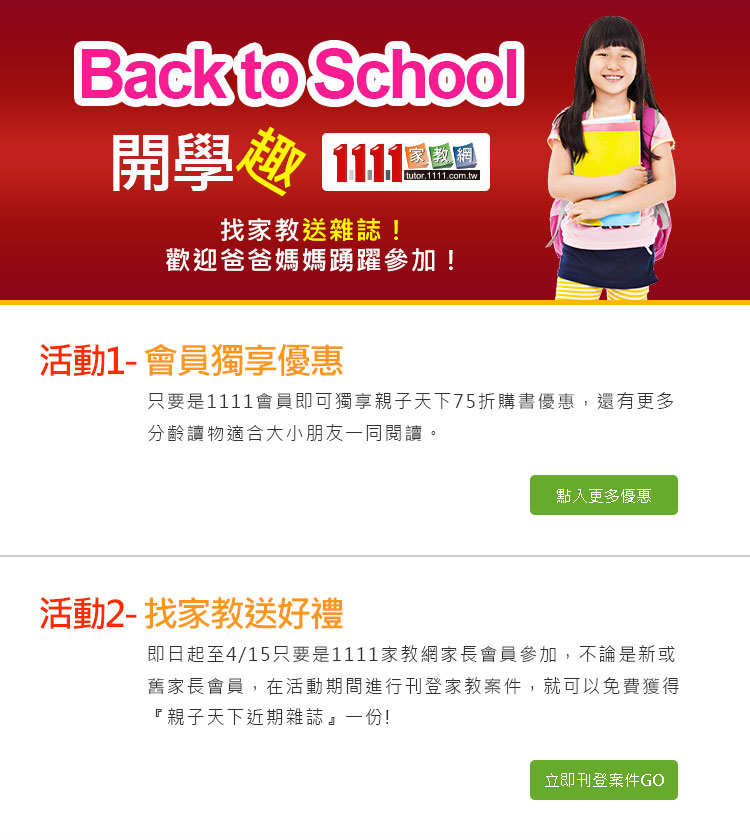 Back to School
開學趣
1111家教網
tutor.1111.com.tw
找家教送雜誌！
歡迎爸爸媽媽踴躍參加！
活動1- 會員獨享優惠
只要是1111會員即可獨享親子天下75折購書優惠，還有更多
分齡讀物適合大小朋友一同閱讀。
點入更多優惠
活動2- 找家教送好禮
即日起至4/15只要是1111家教網家長會員參加，不論是新或
舊家長會員，在活動期間進行刊登家教案件，就可以免費獲得
『親子天下近期雜誌』一份!
立即刊登案件GO